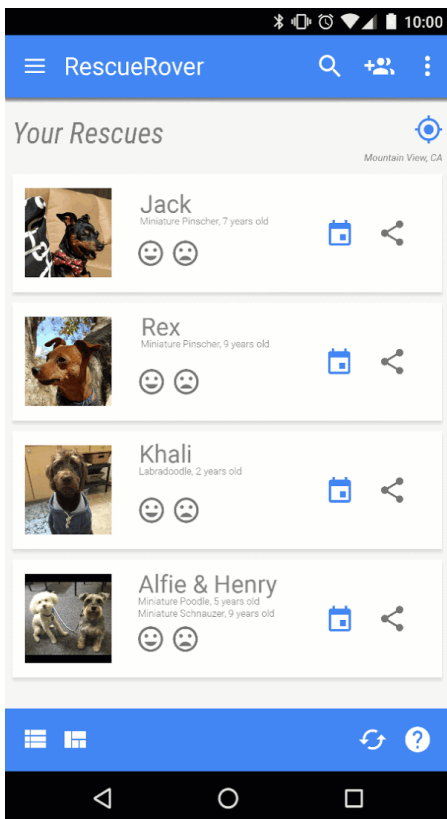 10:00
RescueRover
Your Rescues
Mountain View, CA
Jack
Miniature Pinscher, 7 years old
Rex
Miniature Pinscher, 9 years old
Khali
Labradoodle, 2 years old
Alfie & Henry
Miniature Poodle, 5 years old
Miniature Schnauzer, 9 years old